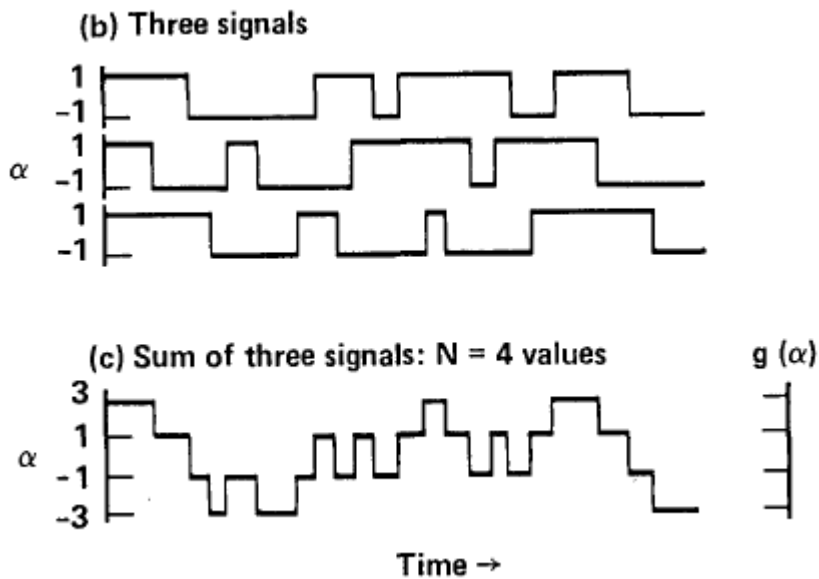 (b) Three signals
1
-1
1
α
-1
1
-1
(c) Sum of three signals: N = 4 values
g (α)
3
1
α
-1
-3
Time →